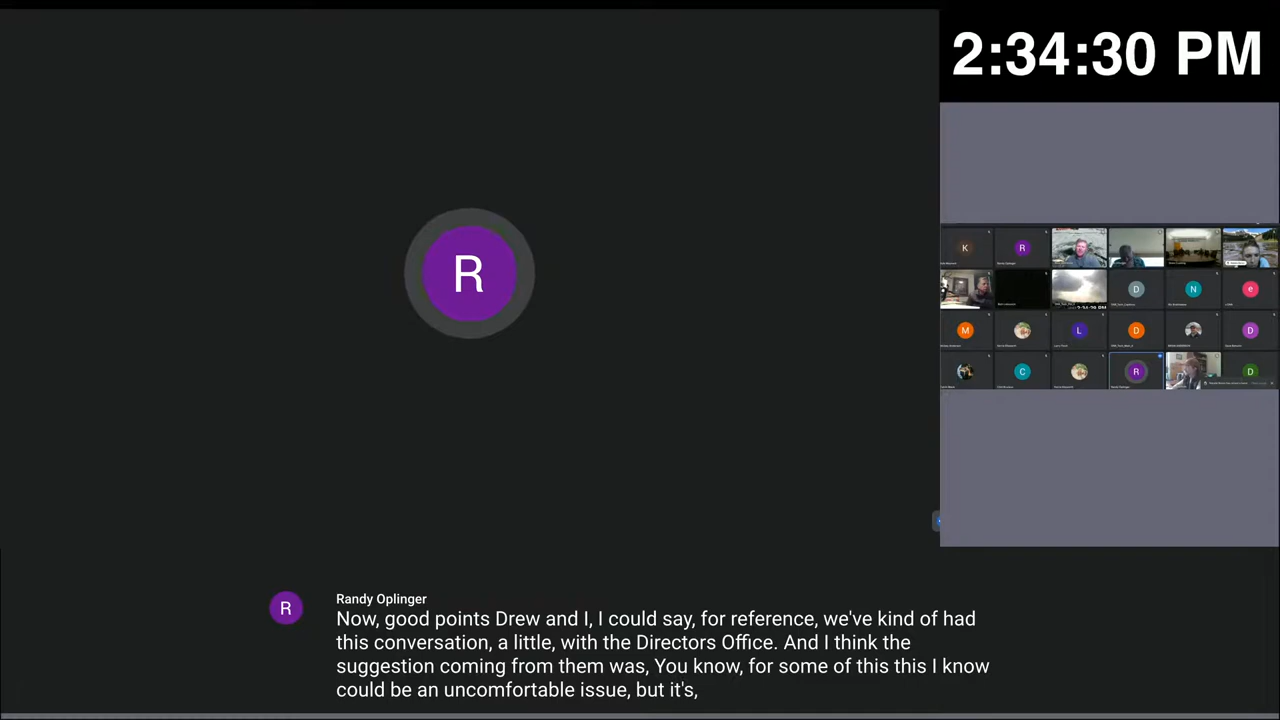 2:34:30 PM
R
K
R
D
N
e
M
L
D
D
C
R
D
R
Randy Oplinger
Now, good points Drew and I, I could say, for reference, we've kind of had
this conversation, a little, with the Directors Office. And I think the
suggestion coming from them was, You know, for some of this this I know
could be an uncomfortable issue, but it's,